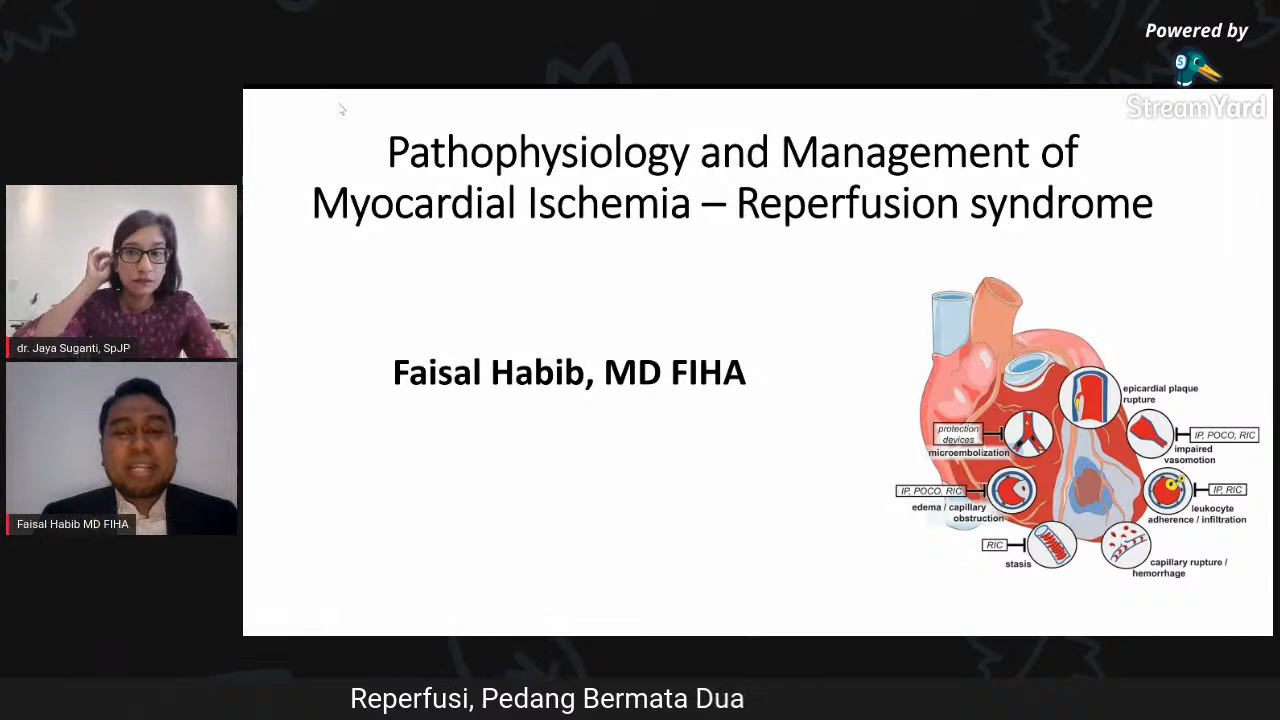 Powered by
S
StreamYard
Pathophysiology and Management of
Myocardial Ischemia – Reperfusion syndrome
Faisal Habib, MD FIHA
epicardial plaque
rupture
protection
devices
microembolization
IP, POCO, RIC
impaired
vasomotion
IP, POCO, RIC
edema / capillary
obstruction
IP, RIC
leukocyte
adherence / infiltration
RIC
stasis
capillary rupture /
hemorrhage
dr. Jaya Suganti, SpJP
Faisal Habib MD FIHA
Reperfusi, Pedang Bermata Dua